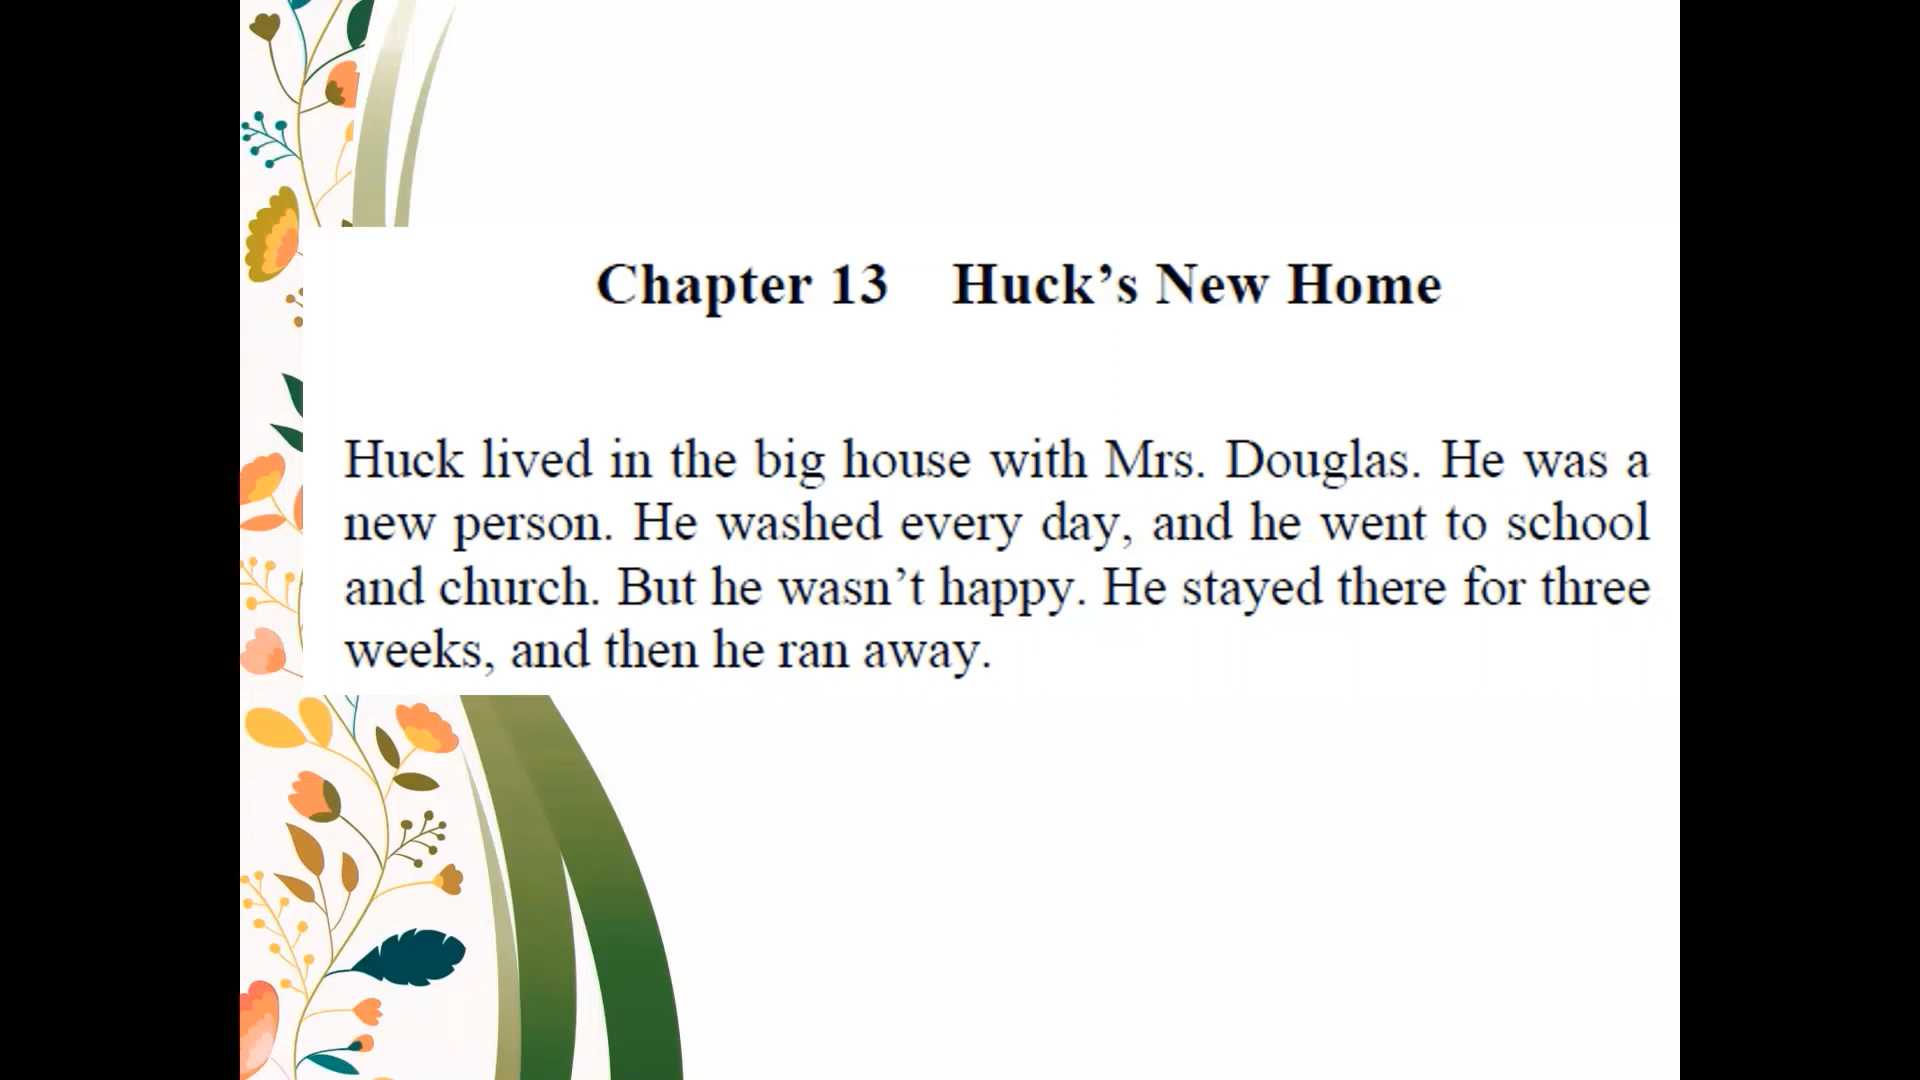 Chapter 13 Huck’s New Home
Huck lived in the big house with Mrs. Douglas. He was a
new person. He washed every day, and he went to school
and church. But he wasn’t happy. He stayed there for three
weeks, and then he ran away.